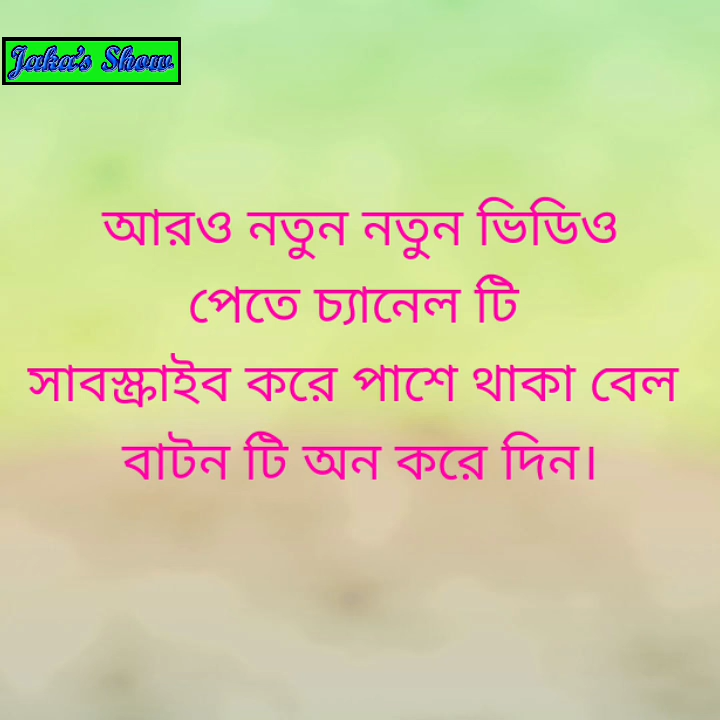 Jaka's Show
আরও নতুন নতুন ভিডিও
পেতে চ্যানেল টি
সাবস্ক্রাইব করে পাশে থাকা বেল
বাটন টি অন করে দিন।